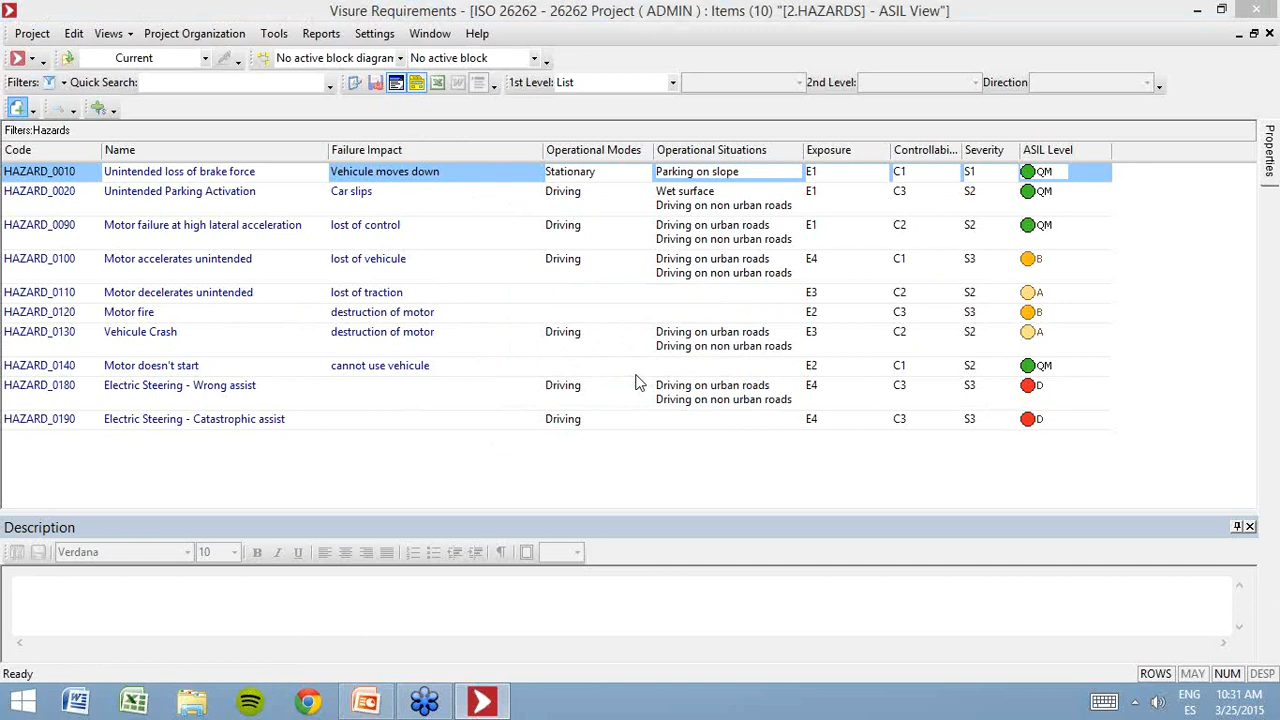 Visure Requirements - [ISO 26262 - 26262 Project ( ADMIN ) : Items (10) "[2.HAZARDS] - ASIL View"]
Project Edit Views Project Organization Tools Reports Settings Window Help
Current No active block diagram No active block
Filters: Quick Search: 1st Level: List 2nd Level: Direction
Filters:Hazards
Properties
Code Name Failure Impact Operational Modes Operational Situations Exposure Controllabi... Severity ASIL Level
HAZARD_0010 Unintended loss of brake force Vehicule moves down Stationary Parking on slope E1 C1 S1 QM
HAZARD_0020 Unintended Parking Activation Car slips Driving Wet surface E1 C3 S2 QM
Driving on non urban roads
HAZARD_0090 Motor failure at high lateral acceleration lost of control Driving Driving on urban roads E1 C2 S2 QM
Driving on non urban roads
HAZARD_0100 Motor accelerates unintended lost of vehicule Driving Driving on urban roads E4 C1 S3 B
Driving on non urban roads
HAZARD_0110 Motor decelerates unintended lost of traction E3 C2 S2 A
HAZARD_0120 Motor fire destruction of motor E2 C3 S3 B
HAZARD_0130 Vehicule Crash destruction of motor Driving Driving on urban roads E3 C2 S2 A
Driving on non urban roads
HAZARD_0140 Motor doesn't start cannot use vehicule E2 C1 S2 QM
HAZARD_0180 Electric Steering - Wrong assist Driving Driving on urban roads E4 C3 S3 D
Driving on non urban roads
HAZARD_0190 Electric Steering - Catastrophic assist Driving E4 C3 S3 D
Description
Verdana 10 B I U
Ready ROWS MAY NUM DESP
ENG 10:31 AM
ES 3/25/2015